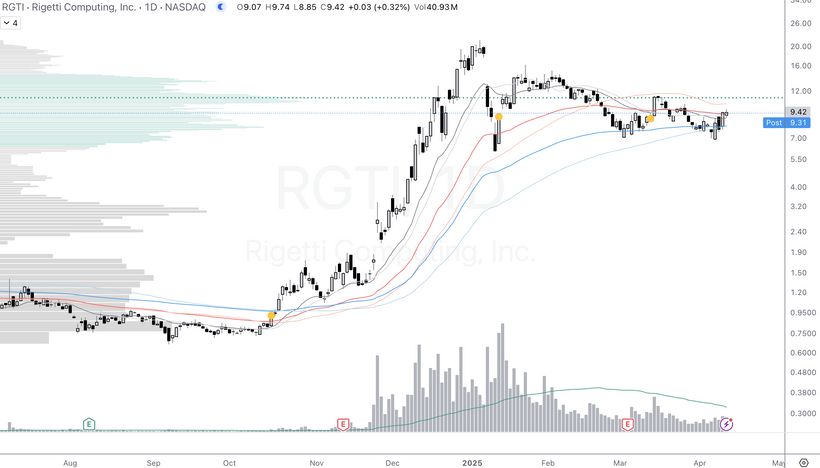 RGTI · Rigetti Computing, Inc. · 1D · NASDAQ O9.07 H9.74 L8.85 C9.42 +0.03 (+0.32%) Vol40.93M
4
34.00
26.00
20.00
16.00
12.00
9.42
Post 9.31
7.00
5.50
4.00
3.20
2.40
1.90
1.50
1.20
0.9500
0.7500
0.6000
0.4800
0.3800
0.3000
RGTI 1D
Rigetti Computing, Inc.
E
E
E
Aug Sep Oct Nov Dec 2025 Feb Mar Apr May